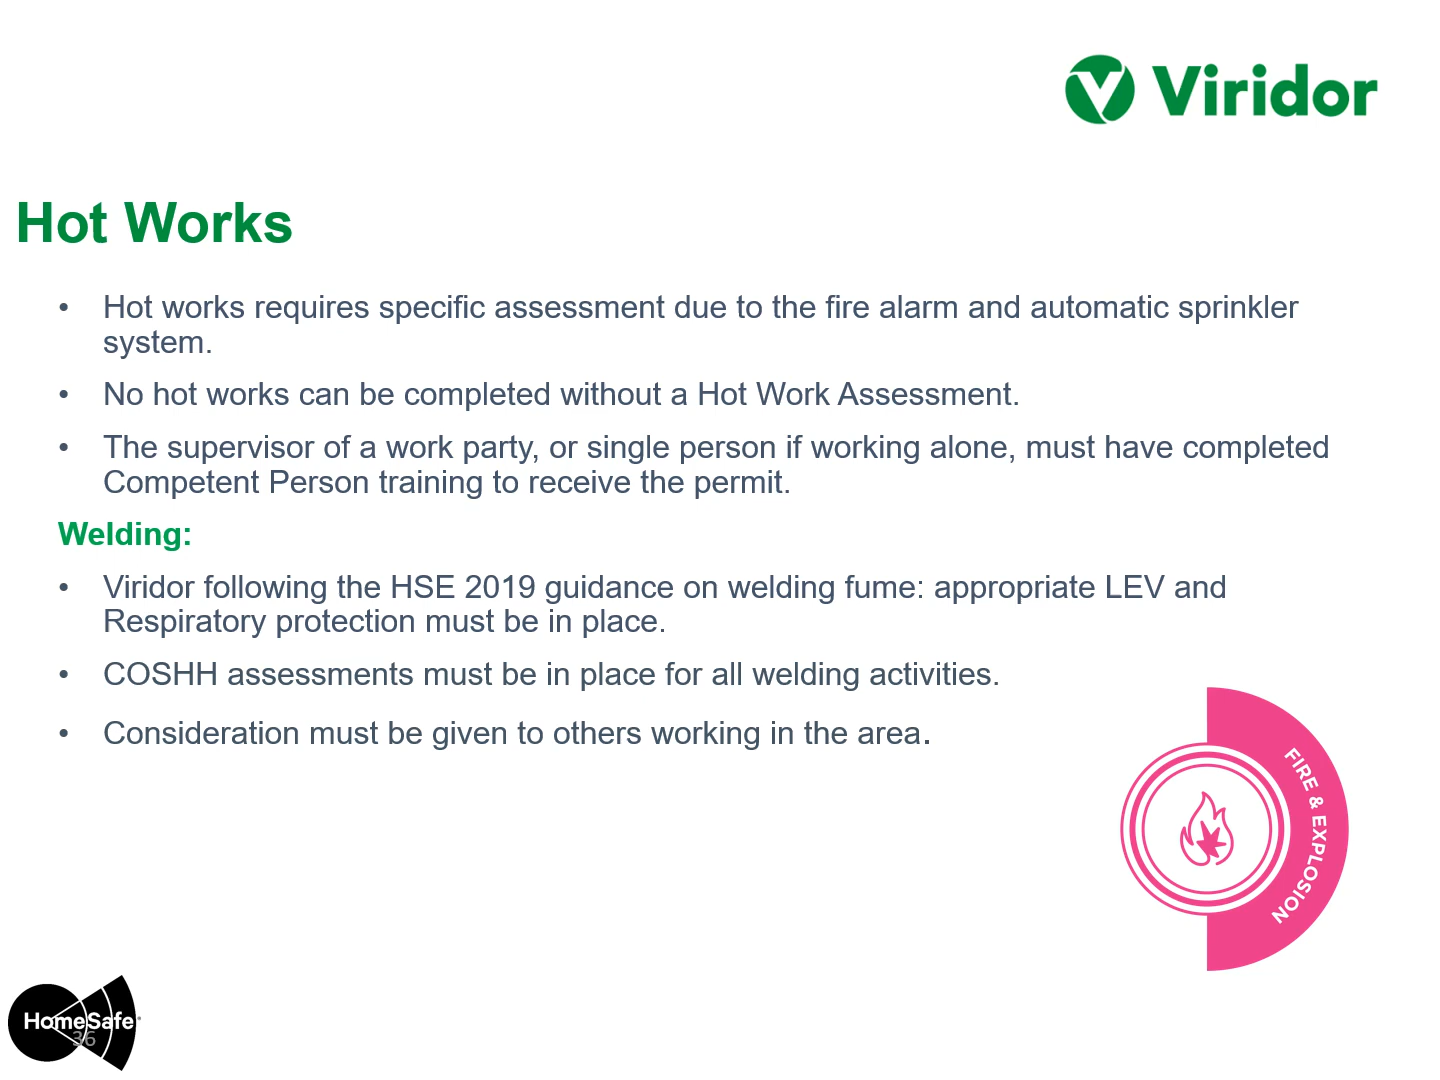 Viridor
Hot Works
• Hot works requires specific assessment due to the fire alarm and automatic sprinkler
system.
• No hot works can be completed without a Hot Work Assessment.
• The supervisor of a work party, or single person if working alone, must have completed
Competent Person training to receive the permit.
Welding:
• Viridor following the HSE 2019 guidance on welding fume: appropriate LEV and
Respiratory protection must be in place.
• COSHH assessments must be in place for all welding activities.
• Consideration must be given to others working in the area.
FIRE & EXPLOSION
HomeSafe
36